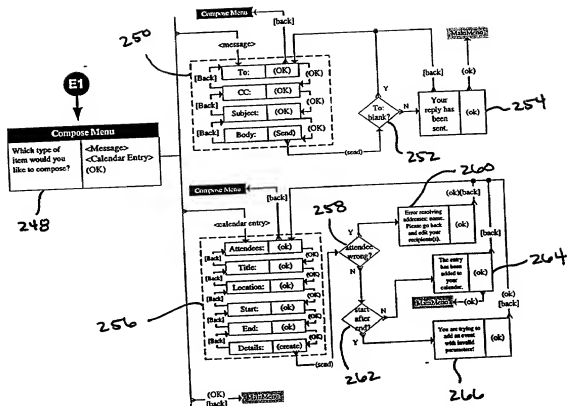 Compose Menu
[back]
<MainMenu>
250
<message>
[Back]
To: (OK)
(OK)
CC: (OK)
[Back]
(OK)
Subject: (OK)
[Back]
(OK)
Body: (Send)
(send)
Y
To:
blank?
N
252
[back]
(ok)
Your
reply has
been
sent.
(ok)
254
E1
Compose Menu
Which type of
item would you
like to compose?
<Message>
<Calendar Entry>
(OK)
248
Compose Menu
[back]
<calendar entry>
256
[Back]
Attendees: (ok)
(OK)
Title: (ok)
[Back]
(OK)
Location: (ok)
[Back]
(OK)
Start: (ok)
[Back]
(OK)
End: (ok)
[Back]
(OK)
Details: (create)
(send)
258
Y
attendee
wrong?
N
start
after
end?
N
Y
262
260
(ok)[back]
Error resolving
addressee name.
Please go back
and edit your
recipients(s).
(ok)
[back]
The entry
has been
added to
your
calendar.
(ok)
264
<MainMenu>
(ok)
(ok)
[back]
You are trying to
add an event
with invalid
parameters!
(ok)
266
(OK)
[back]
<MainMenu>